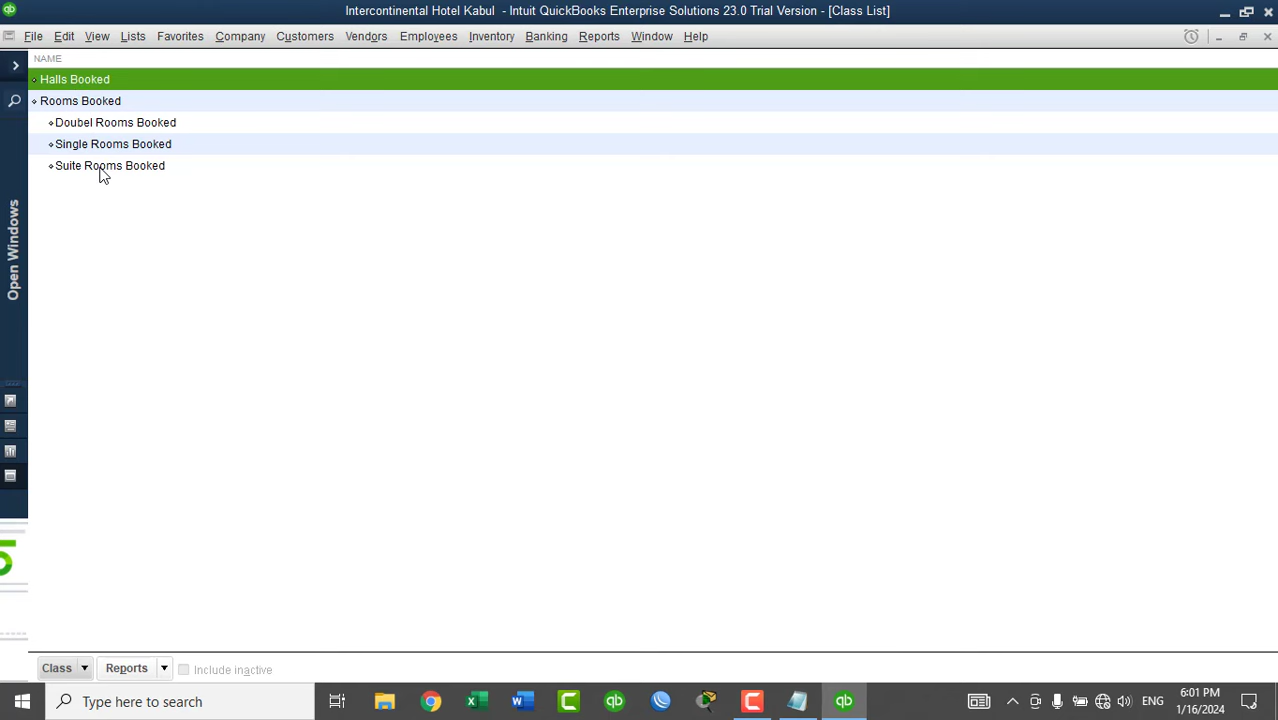 Intercontinental Hotel Kabul - Intuit QuickBooks Enterprise Solutions 23.0 Trial Version - [Class List]
File Edit View Lists Favorites Company Customers Vendors Employees Inventory Banking Reports Window Help
NAME
Halls Booked
Rooms Booked
Doubel Rooms Booked
Single Rooms Booked
Suite Rooms Booked
Open Windows
Class Reports Include inactive
Type here to search
ENG
6:01 PM
1/16/2024